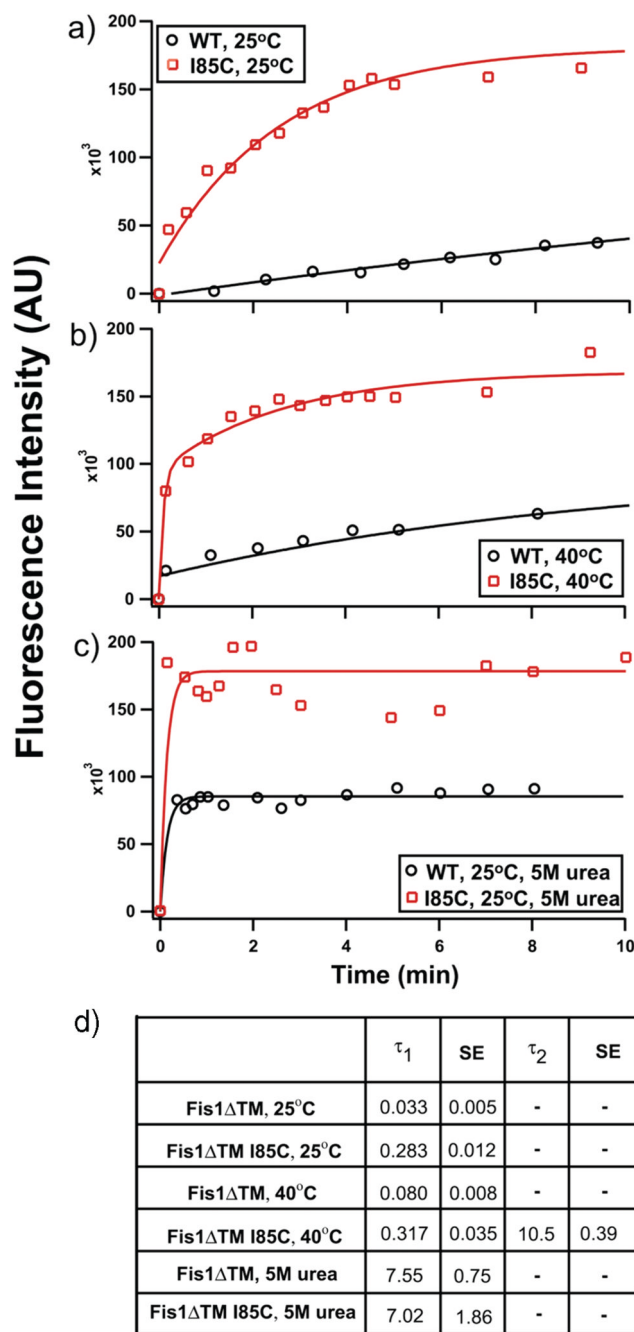 a)
200
150
100
50
0
x10³
WT, 25°C
I85C, 25°C
Fluorescence Intensity (AU)
b)
200
150
100
50
0
x10³
WT, 40°C
I85C, 40°C
c)
200
150
100
50
0
x10³
WT, 25°C, 5M urea
I85C, 25°C, 5M urea
0 2 4 6 8 10
Time (min)
d)
τ₁ SE τ₂ SE
Fis1ΔTM, 25°C 0.033 0.005 - -
Fis1ΔTM I85C, 25°C 0.283 0.012 - -
Fis1ΔTM, 40°C 0.080 0.008 - -
Fis1ΔTM I85C, 40°C 0.317 0.035 10.5 0.39
Fis1ΔTM, 5M urea 7.55 0.75 - -
Fis1ΔTM I85C, 5M urea 7.02 1.86 - -